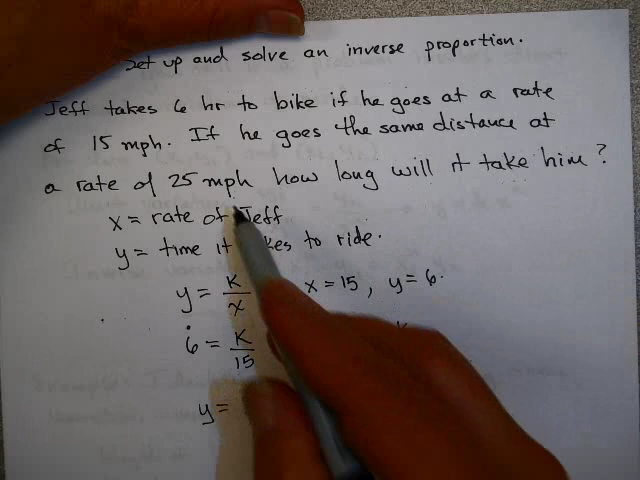 Set up and solve an inverse proportion.
Jeff takes 6 hr to bike if he goes at a rate
of 15 mph. If he goes the same distance at
a rate of 25 mph how long will it take him?
x = rate of Jeff
y = time it takes to ride.
y = K/x x = 15, y = 6.
6 = K/15
y =